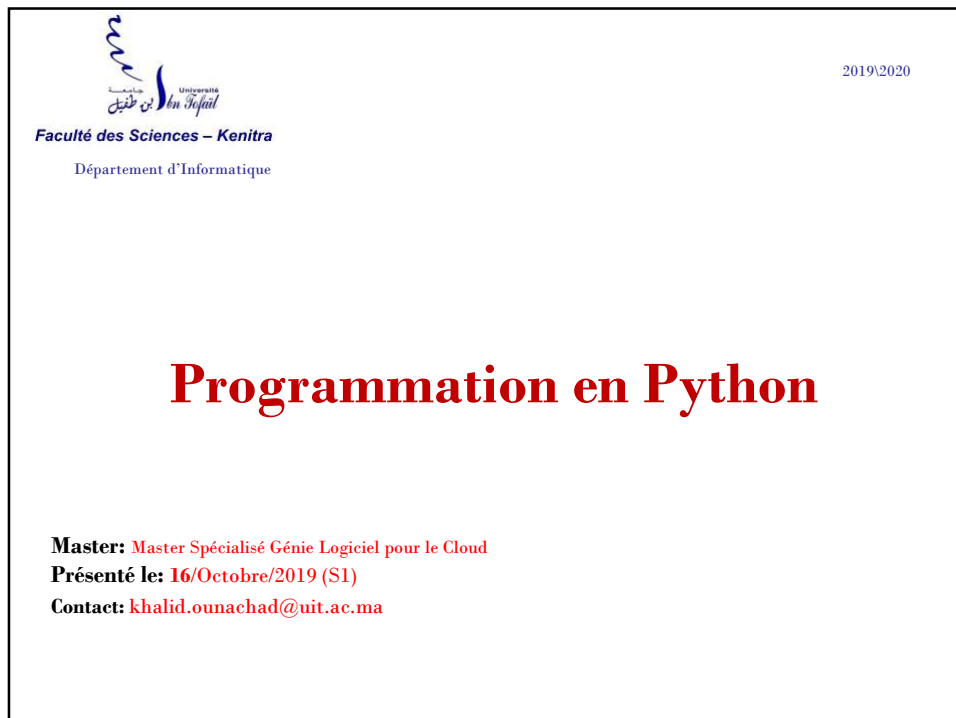 2019\2020
جامعة
Université
ابن طفيل
Ibn Tofaïl
Faculté des Sciences – Kenitra
Département d’Informatique
Programmation en Python
Master: Master Spécialisé Génie Logiciel pour le Cloud
Présenté le: 16/Octobre/2019 (S1)
Contact: khalid.ounachad@uit.ac.ma